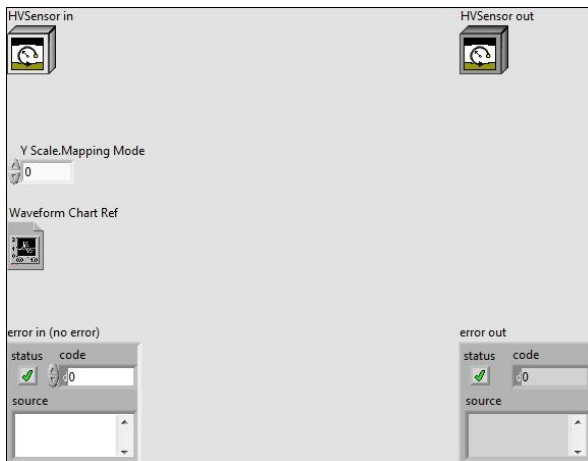 HVSensor in
HVSensor out
Y Scale.Mapping Mode
0
Waveform Chart Ref
error in (no error)
error out
status code
status code
0
0
source
source